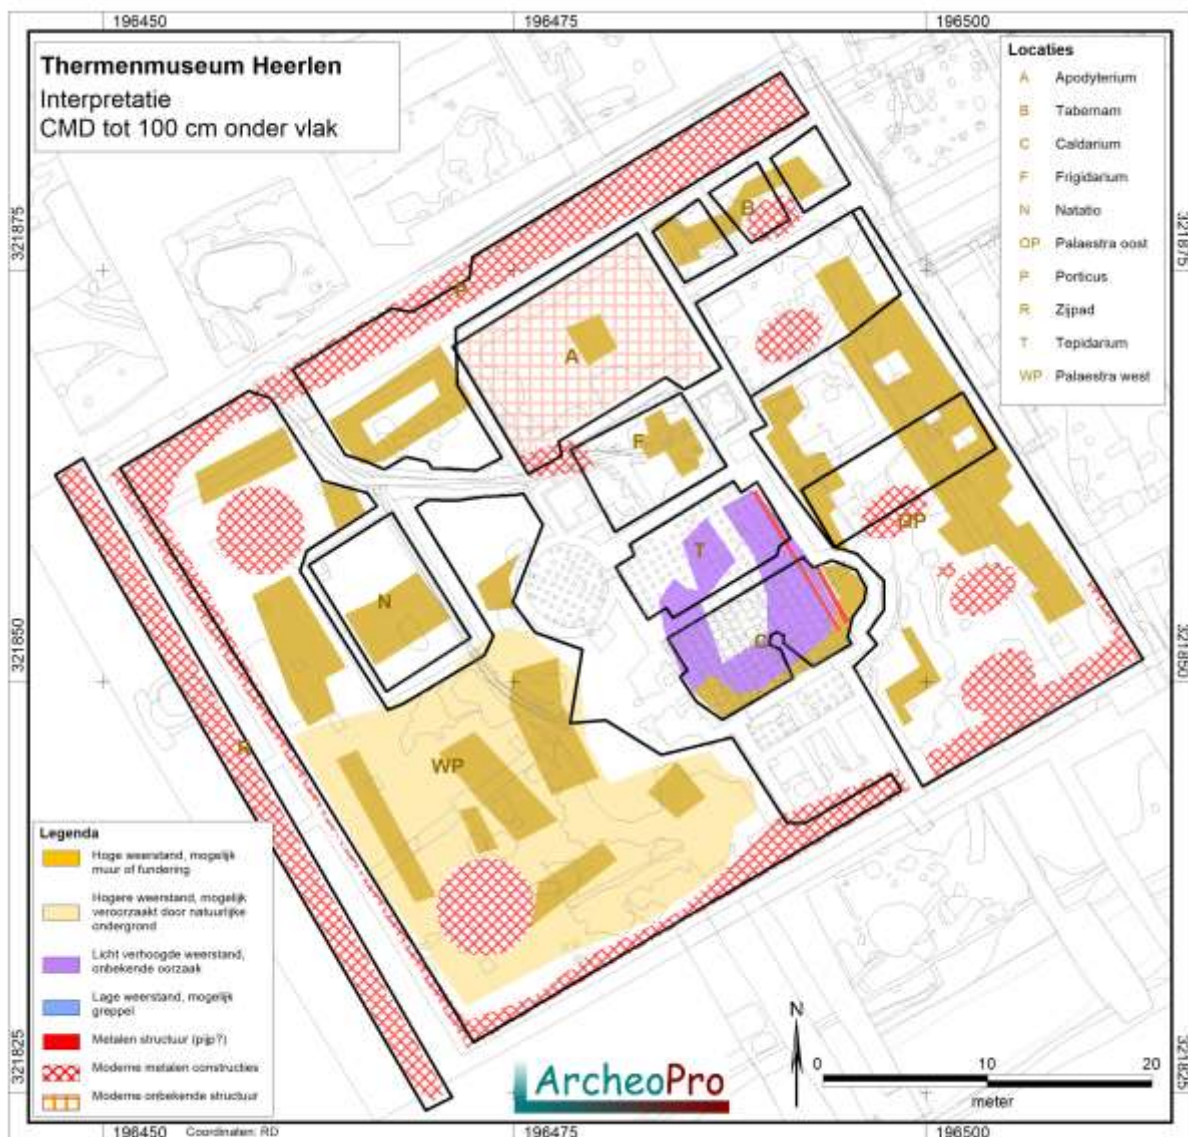 196450
196475
196500
Thermenmuseum Heerlen
Interpretatie
CMD tot 100 cm onder vlak
Locaties
A Apodyterium
B Tabernam
C Caldarium
F Frigidarium
N Natatio
OP Palaestra oost
P Porticus
R Zijpad
T Tepidarium
WP Palaestra west
321875
321875
B
P
A
F
OP
T
N
C
321850
321850
R
WP
Legenda
Hoge weerstand, mogelijk
muur of fundering
Hogere weerstand, mogelijk
veroorzaakt door natuurlijke
ondergrond
Licht verhoogde weerstand,
onbekende oorzaak
Lage weerstand, mogelijk
greppel
Metalen structuur (pijp?)
Moderne metalen constructies
Moderne onbekende structuur
321825
321825
N
0 10 20
meter
ArcheoPro
196450
Coordinaten: RD
196475
196500